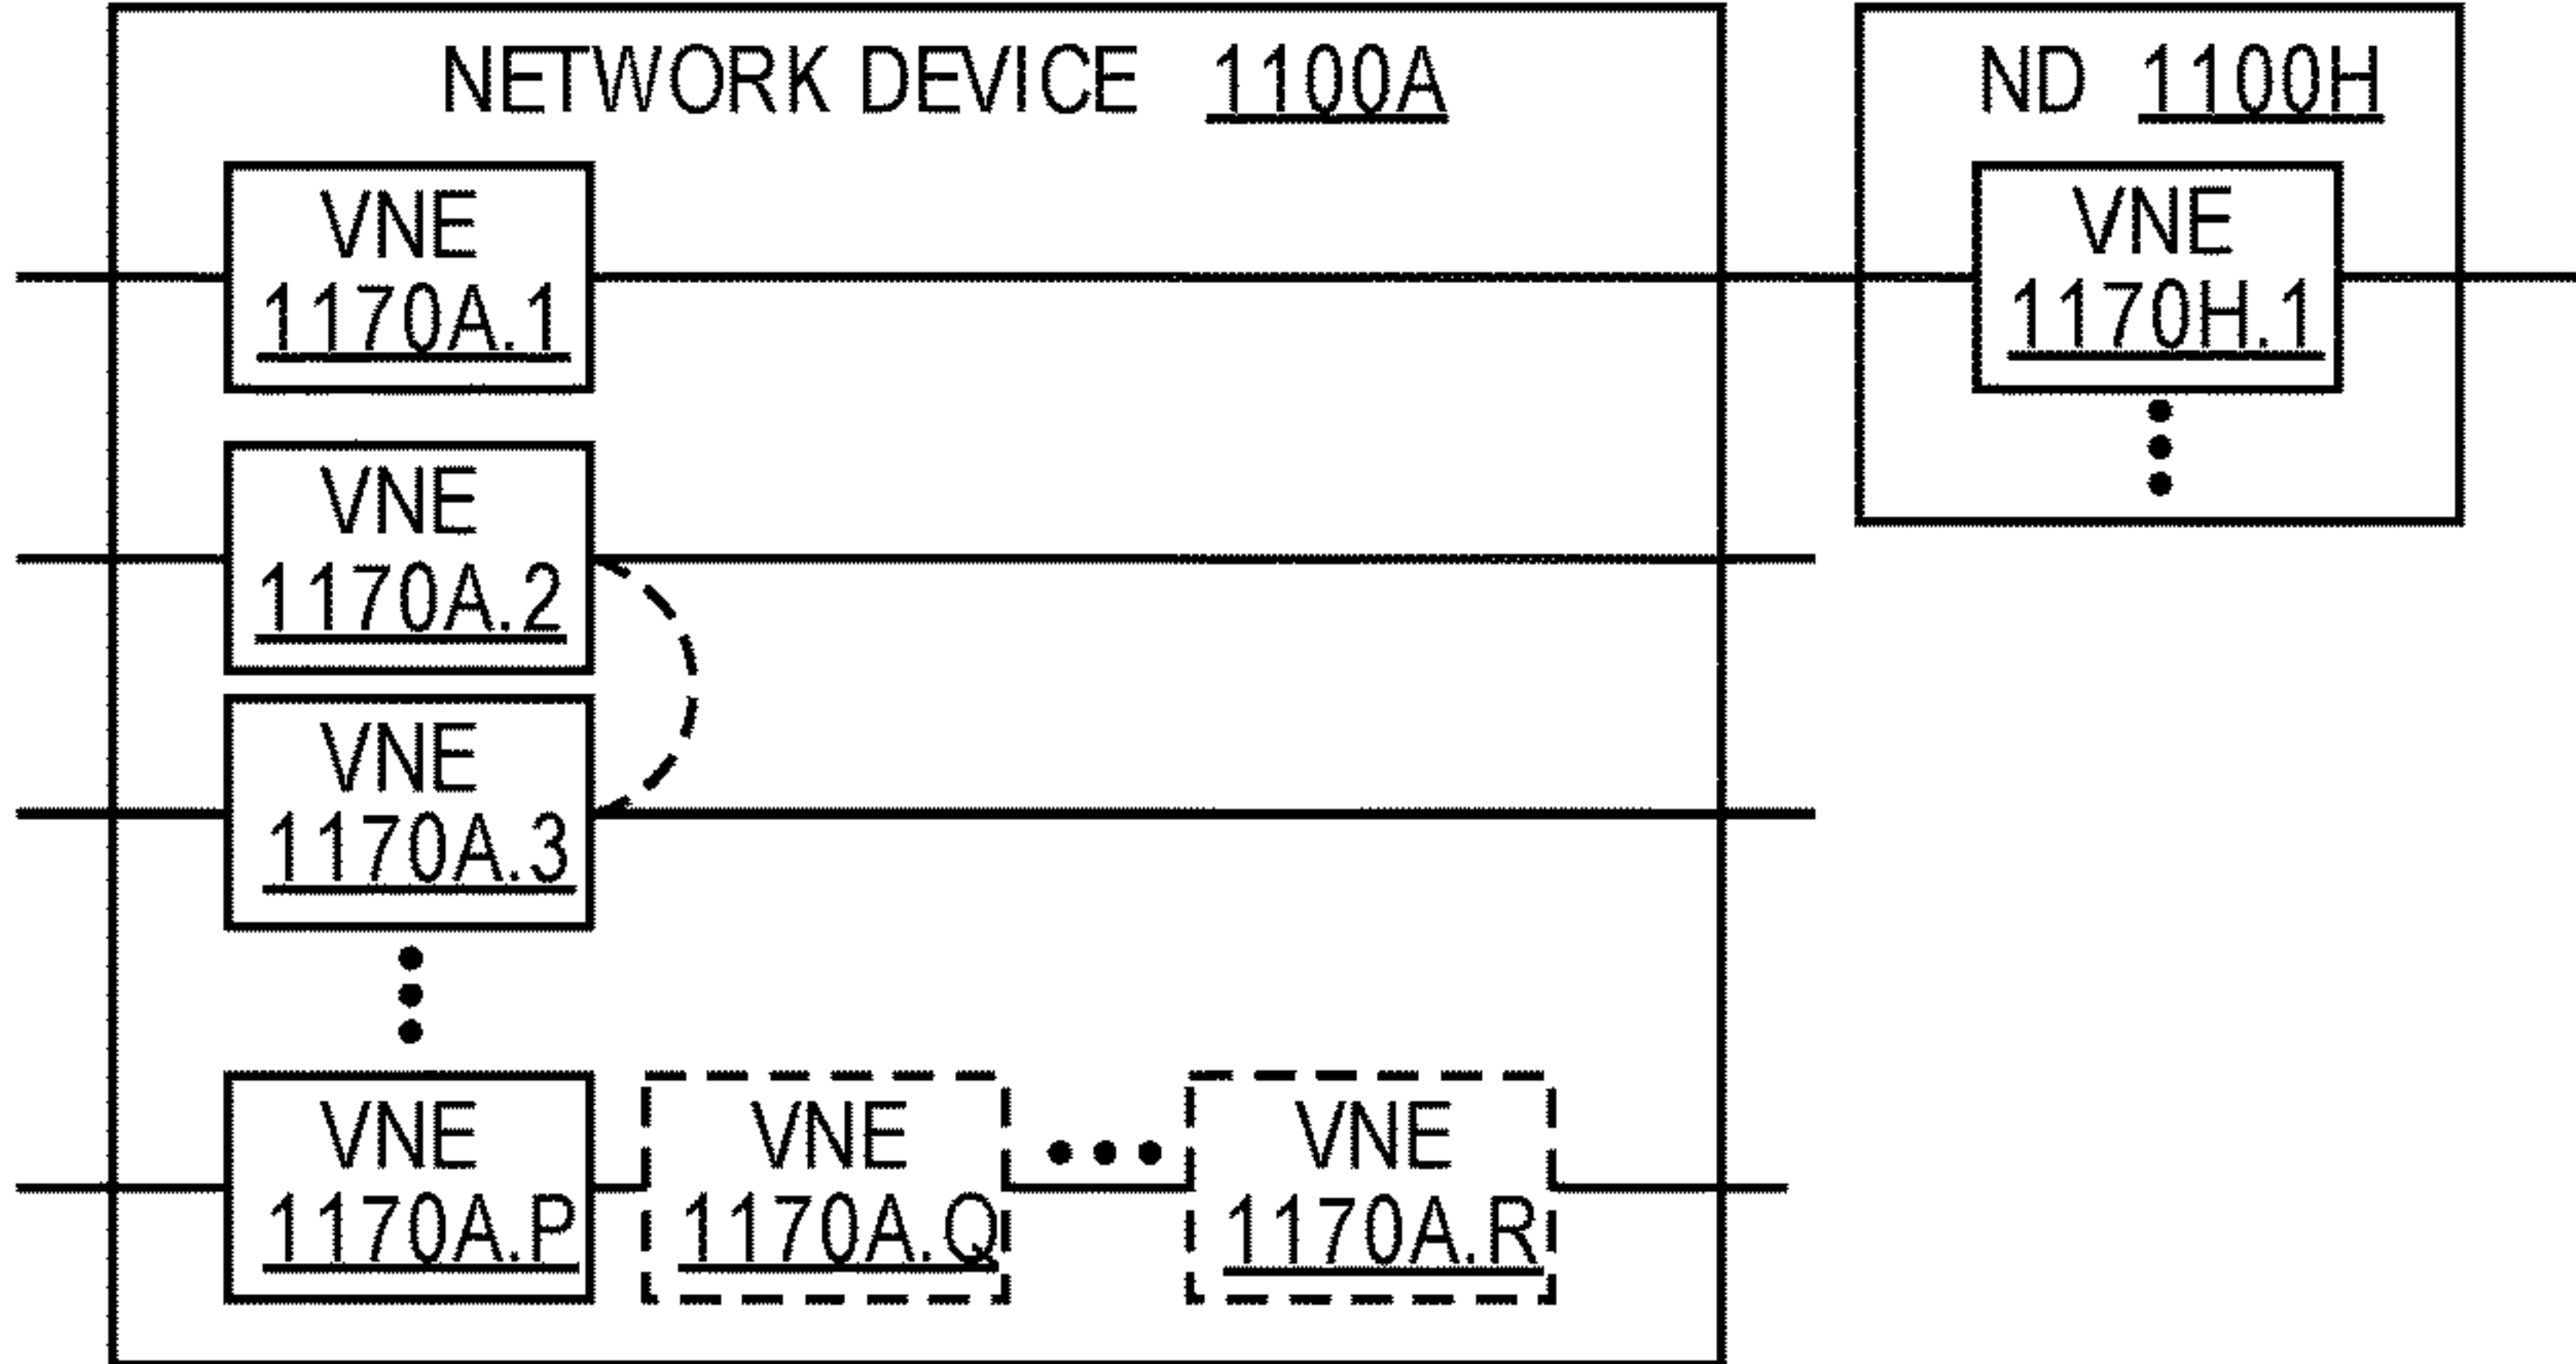 NETWORK DEVICE 1100A
ND 1100H
VNE
1170A.1
VNE
1170H.1
VNE
1170A.2
VNE
1170A.3
VNE
1170A.P
VNE
1170A.Q
VNE
1170A.R